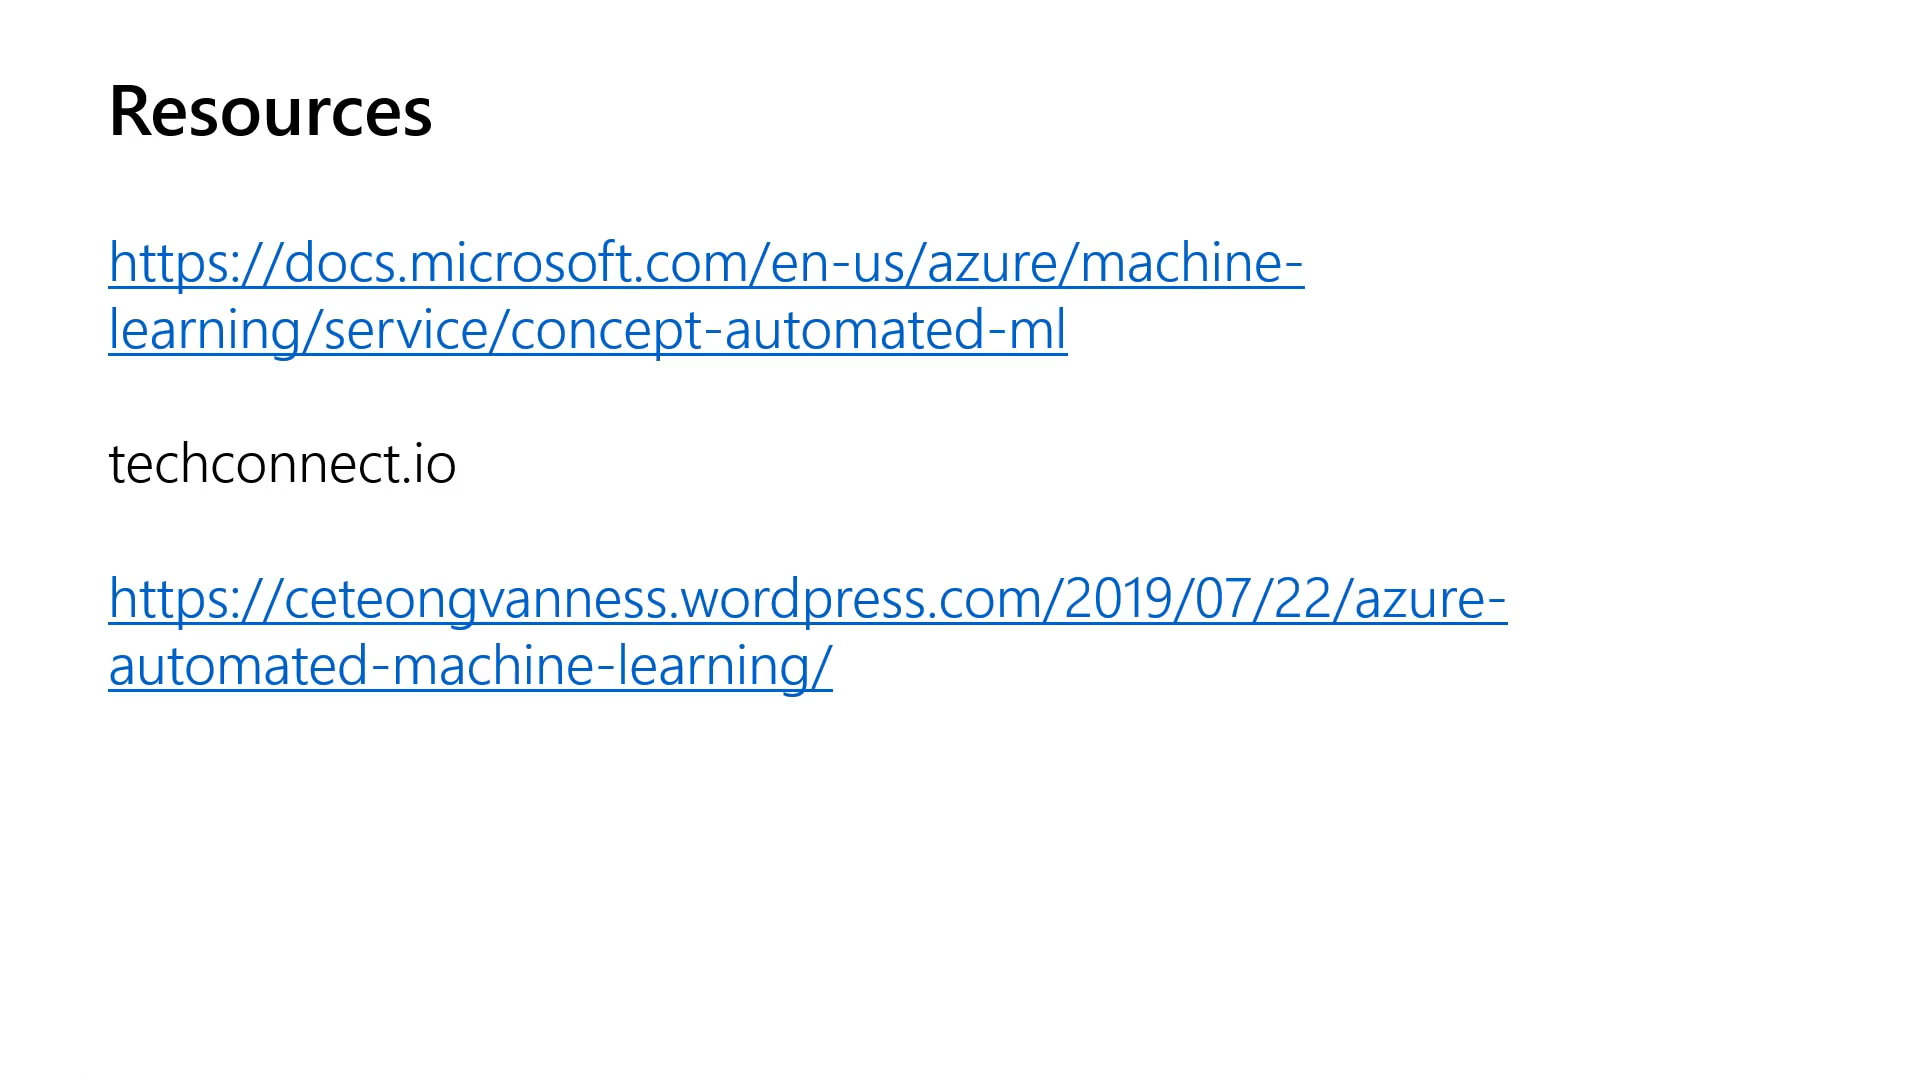 Resources
https://docs.microsoft.com/en-us/azure/machine-
learning/service/concept-automated-ml
techconnect.io
https://ceteongvanness.wordpress.com/2019/07/22/azure-
automated-machine-learning/